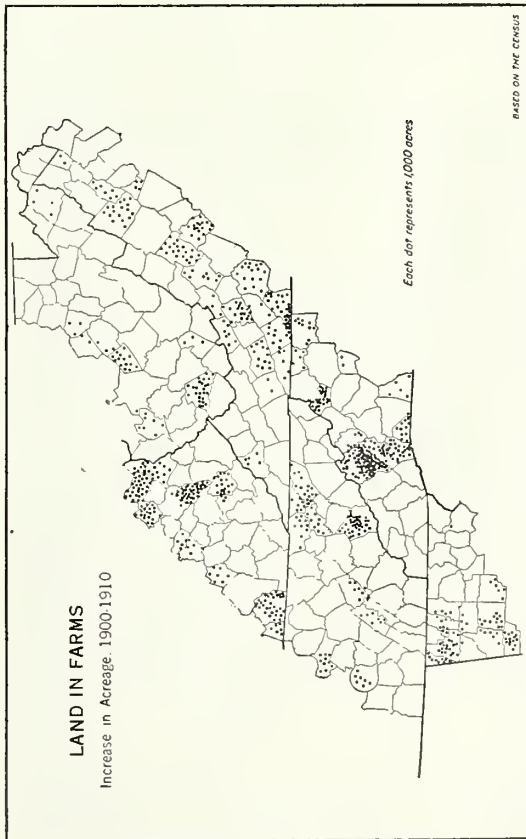 LAND IN FARMS
Increase in Acreage. 1900-1910
Each dot represents 1,000 acres
BASED ON THE CENSUS